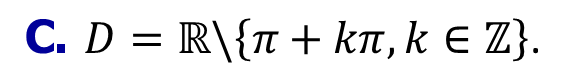 C. D = ℝ\{π + kπ, k ∈ ℤ}.